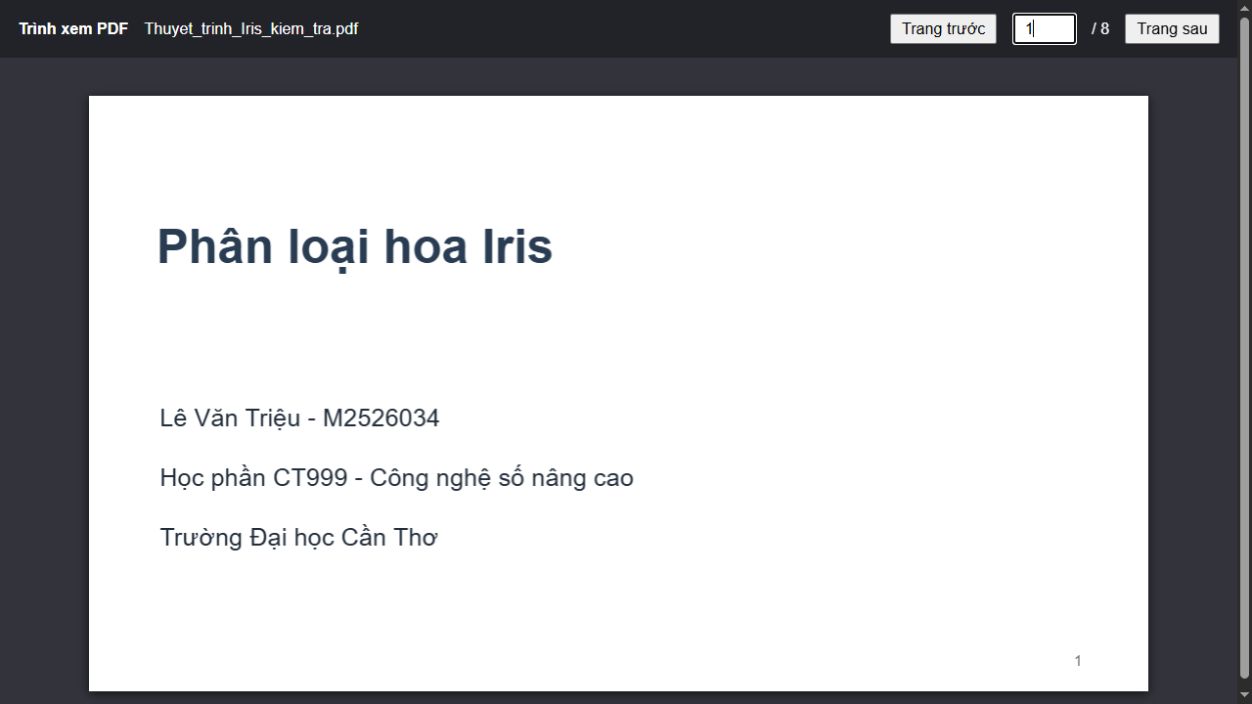 Trình xem PDF Thuyet_trinh_Iris_kiem_tra.pdf Trang trước 1 / 8 Trang sau
Phân loại hoa Iris
Lê Văn Triệu - M2526034
Học phần CT999 - Công nghệ số nâng cao
Trường Đại học Cần Thơ
1